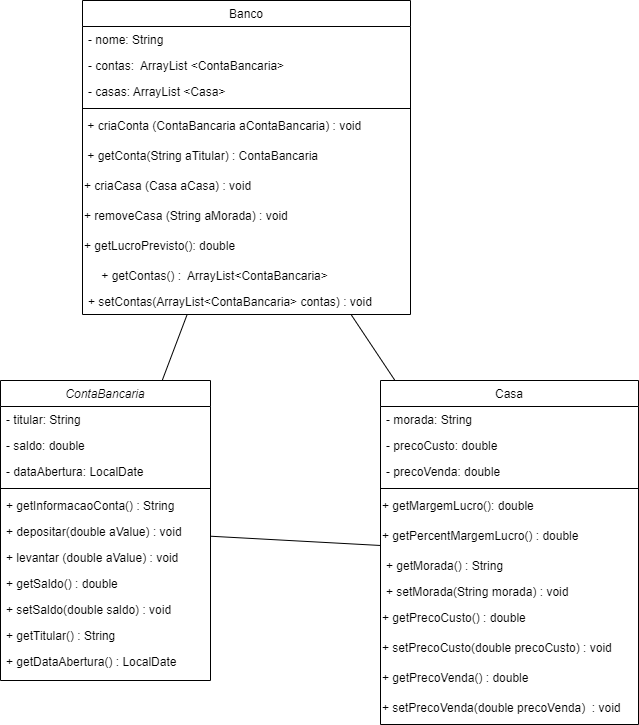 Banco
- nome: String
- contas:  ArrayList <ContaBancaria>
- casas: ArrayList <Casa>
+ criaConta (ContaBancaria aContaBancaria) : void
+ getConta(String aTitular) : ContaBancaria
+ criaCasa (Casa aCasa) : void
+ removeCasa (String aMorada) : void
+ getLucroPrevisto(): double
+ getContas() :  ArrayList<ContaBancaria>
+ setContas(ArrayList<ContaBancaria> contas) : void
ContaBancaria
- titular: String
- saldo: double
- dataAbertura: LocalDate
+ getInformacaoConta() : String
+ depositar(double aValue) : void
+ levantar (double aValue) : void
+ getSaldo() : double
+ setSaldo(double saldo) : void
+ getTitular() : String
+ getDataAbertura() : LocalDate
Casa
- morada: String
- precoCusto: double
- precoVenda: double
+ getMargemLucro(): double
+ getPercentMargemLucro() : double
+ getMorada() : String
+ setMorada(String morada) : void
+ getPrecoCusto() : double
+ setPrecoCusto(double precoCusto) : void
+ getPrecoVenda() : double
+ setPrecoVenda(double precoVenda)  : void